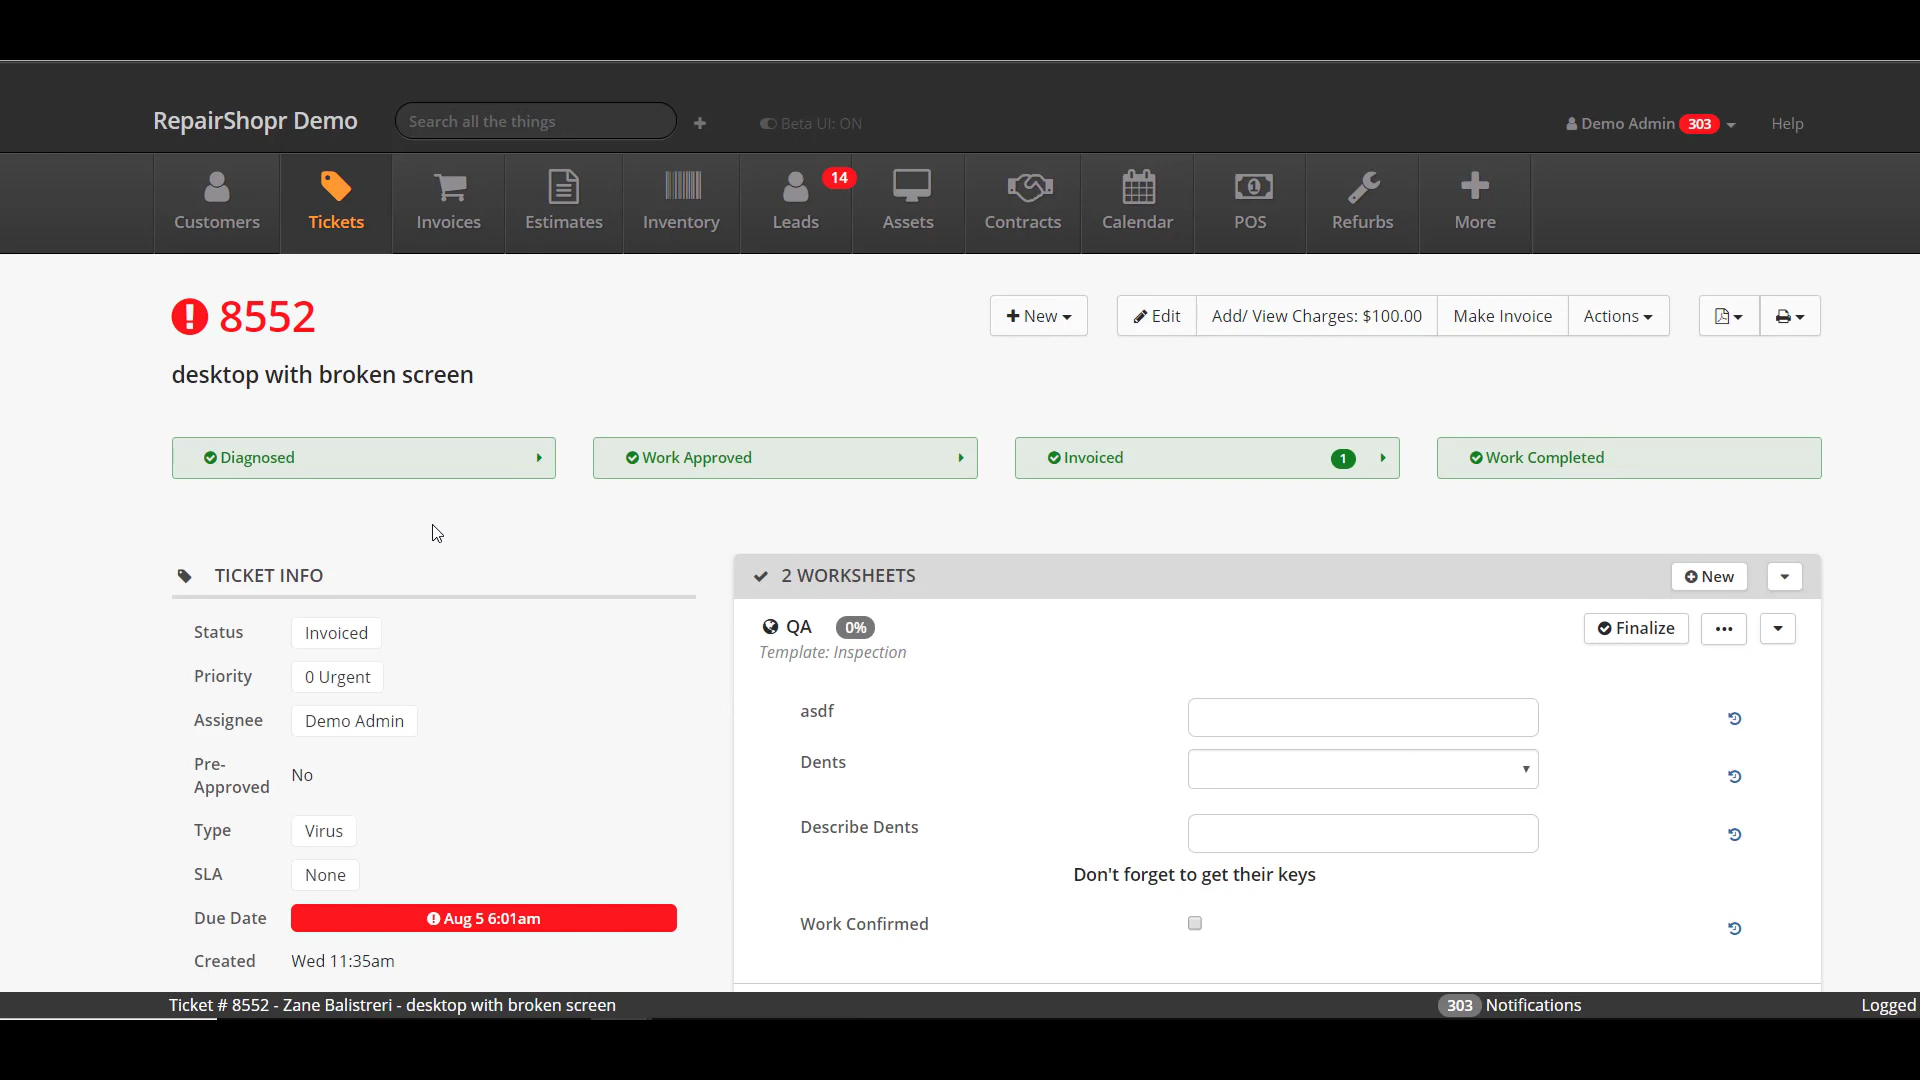 RepairShopr Demo
Search all the things
Beta UI: ON
Demo Admin 303
Help
Customers
Tickets
Invoices
Estimates
Inventory
Leads
14
Assets
Contracts
Calendar
POS
Refurbs
More
8552
New
Edit
Add/ View Charges: $100.00
Make Invoice
Actions
desktop with broken screen
Diagnosed
Work Approved
Invoiced
1
Work Completed
TICKET INFO
Status Invoiced
Priority 0 Urgent
Assignee Demo Admin
Pre-
Approved
No
Type Virus
SLA None
Due Date Aug 5 6:01am
Created Wed 11:35am
2 WORKSHEETS
New
QA 0%
Finalize
Template: Inspection
asdf
Dents
Describe Dents
Don't forget to get their keys
Work Confirmed
Ticket # 8552 - Zane Balistreri - desktop with broken screen
303 Notifications
Logged